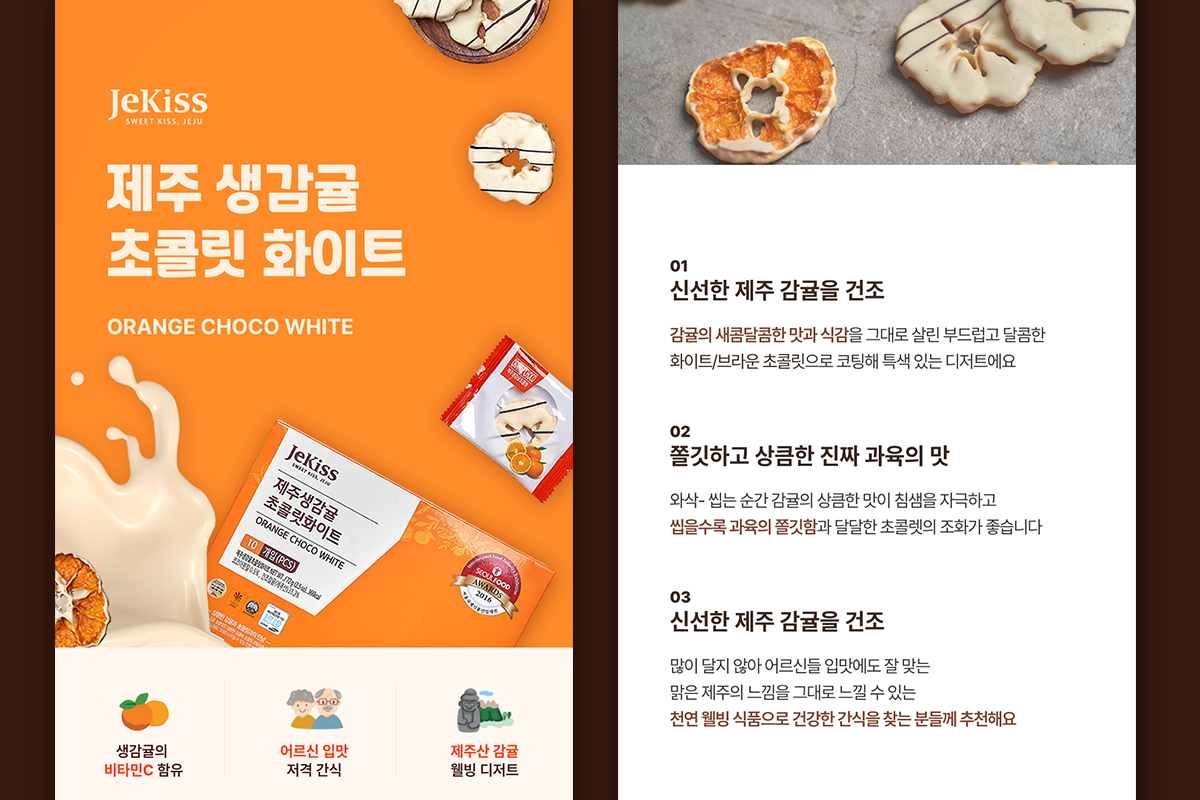 JeKiss
SWEET KISS, JEJU
제주 생감귤
초콜릿 화이트
ORANGE CHOCO WHITE
JeKiss
SWEET KISS, JEJU
제주생감귤
초콜릿화이트
ORANGE CHOCO WHITE
10 개입(PCS)
SEOUL FOOD
AWARDS
2016
생감귤의
비타민C 함유
어르신 입맛
저격 간식
제주산 감귤
웰빙 디저트
01
신선한 제주 감귤을 건조
감귤의 새콤달콤한 맛과 식감을 그대로 살린 부드럽고 달콤한
화이트/브라운 초콜릿으로 코팅해 특색 있는 디저트에요
02
쫄깃하고 상큼한 진짜 과육의 맛
와삭- 씹는 순간 감귤의 상큼한 맛이 침샘을 자극하고
씹을수록 과육의 쫄깃함과 달달한 초콜렛의 조화가 좋습니다
03
신선한 제주 감귤을 건조
많이 달지 않아 어르신들 입맛에도 잘 맞는
맑은 제주의 느낌을 그대로 느낄 수 있는
천연 웰빙 식품으로 건강한 간식을 찾는 분들께 추천해요